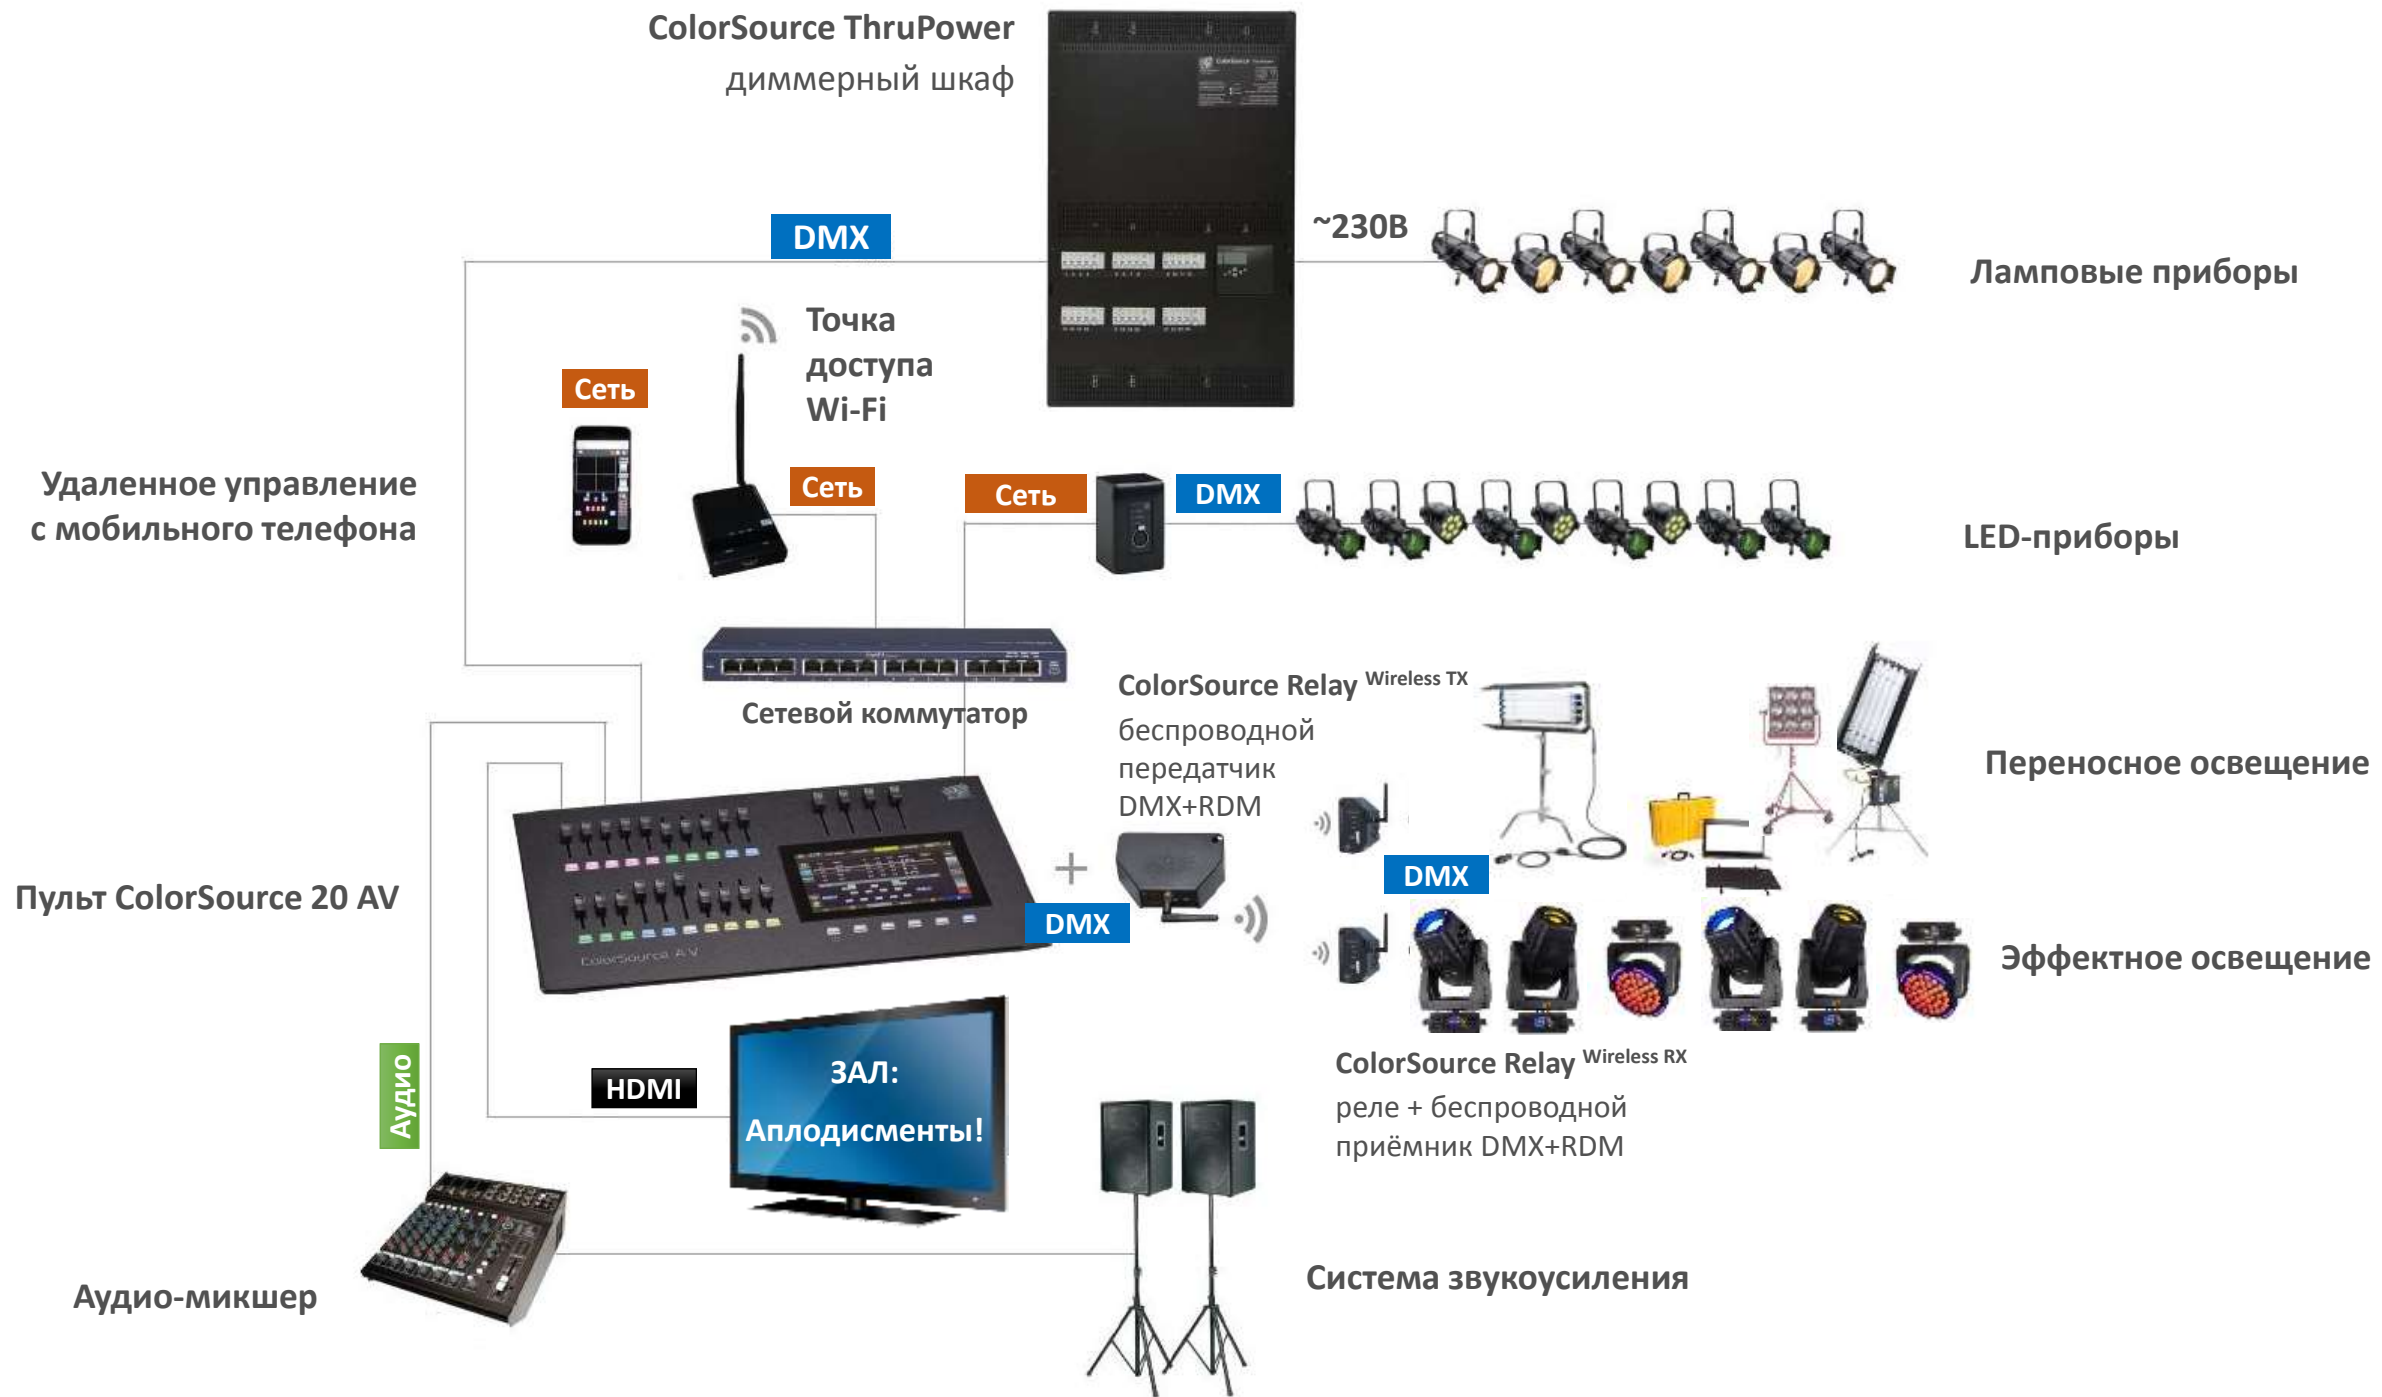 ColorSource ThruPower
диммерный шкаф
DMX
~230В
Ламповые приборы
Точка
доступа
Wi-Fi
Сеть
Удаленное управление
с мобильного телефона
Сеть
Сеть
DMX
LED-приборы
Сетевой коммутатор
ColorSource Relay Wireless TX
беспроводной
передатчик
DMX+RDM
Переносное освещение
DMX
Пульт ColorSource 20 AV
ColorSource AV
DMX
Эффектное освещение
HDMI
ЗАЛ:
Аплодисменты!
Аудио
ColorSource Relay Wireless RX
реле + беспроводной
приёмник DMX+RDM
Аудио-микшер
Система звукоусиления